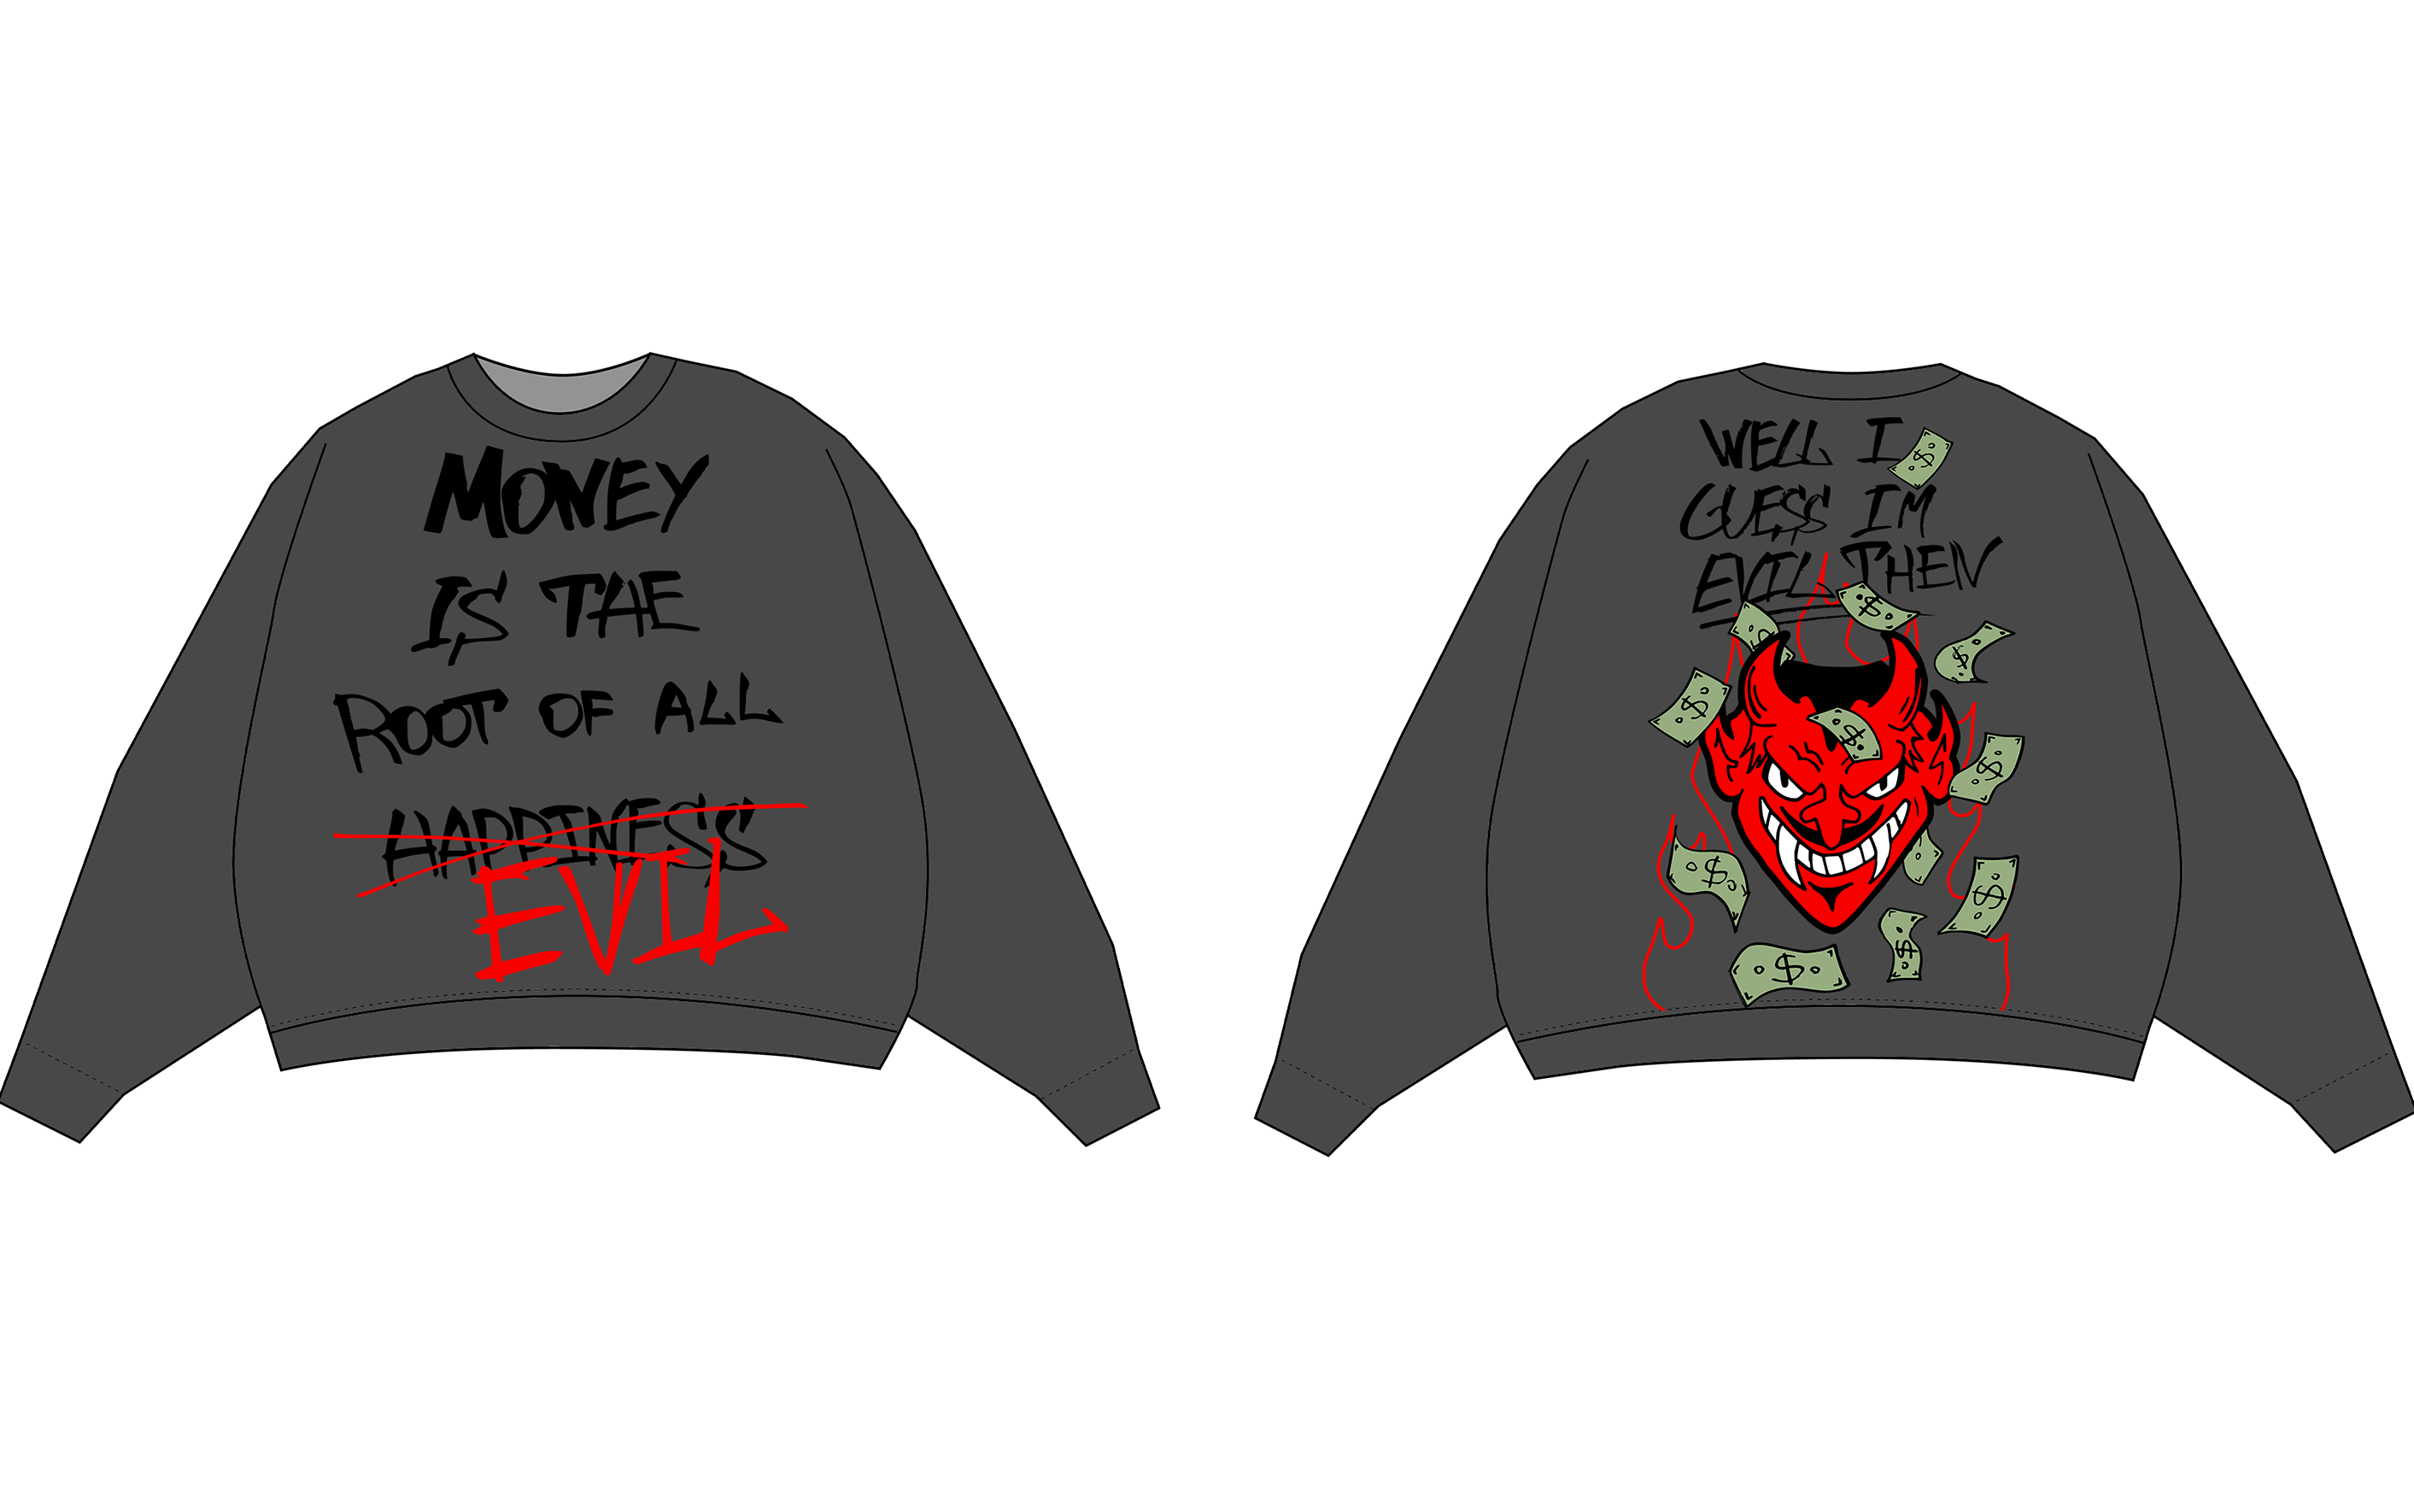 MONEY
IS THE
ROOT OF ALL
HAPPINESS
EVIL
WELL I
GUESS IM
EVIL THEN